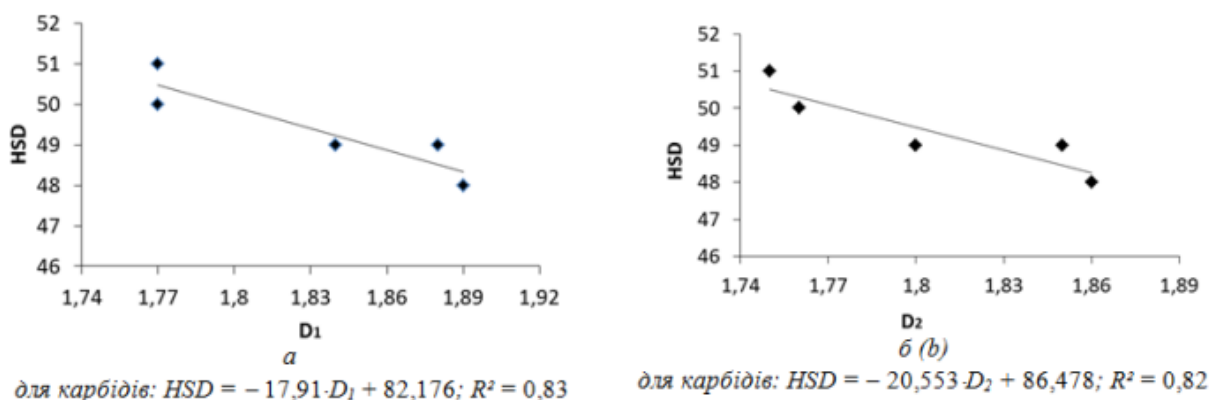 52
51
50
49
48
47
46
HSD
1,74 1,77 1,8 1,83 1,86 1,89 1,92
D₁
а
для карбідів: HSD = – 17,91·D₁ + 82,176; R² = 0,83
52
51
50
49
48
47
46
HSD
1,74 1,77 1,8 1,83 1,86 1,89
D₂
б (b)
для карбідів: HSD = – 20,553·D₂ + 86,478; R² = 0,82